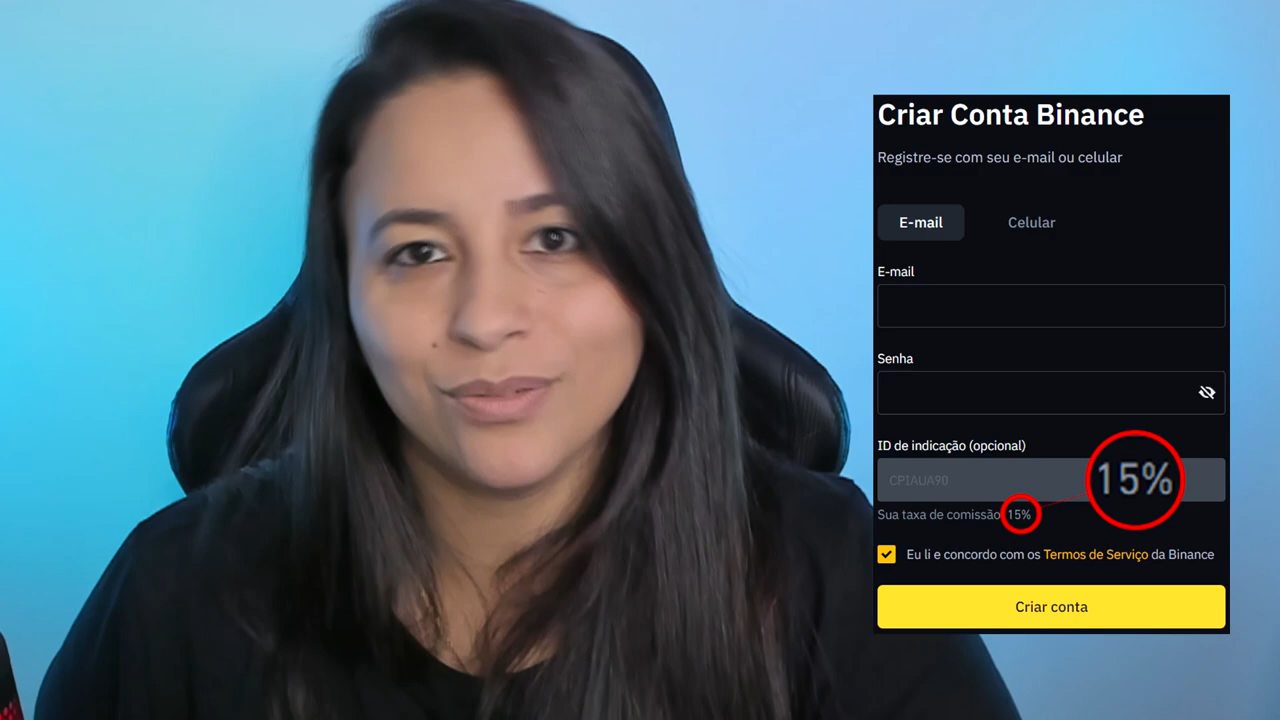 Criar Conta Binance
Registre-se com seu e-mail ou celular
E-mail Celular
E-mail
Senha
ID de indicação (opcional)
CPIAUA90
15%
Sua taxa de comissão 15%
Eu li e concordo com os Termos de Serviço da Binance
Criar conta